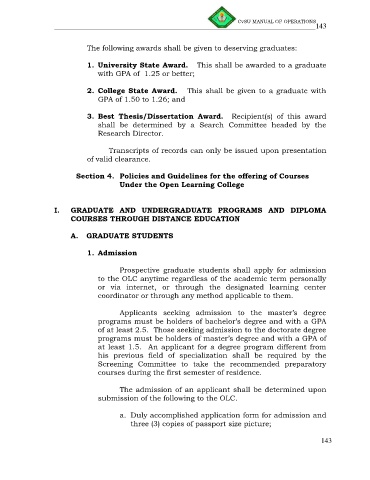 CvSU MANUAL OF OPERATIONS
143
The following awards shall be given to deserving graduates:
1. University State Award. This shall be awarded to a graduate
with GPA of 1.25 or better;
2. College State Award. This shall be given to a graduate with
GPA of 1.50 to 1.26; and
3. Best Thesis/Dissertation Award. Recipient(s) of this award
shall be determined by a Search Committee headed by the
Research Director.
Transcripts of records can only be issued upon presentation
of valid clearance.
Section 4. Policies and Guidelines for the offering of Courses
Under the Open Learning College
I. GRADUATE AND UNDERGRADUATE PROGRAMS AND DIPLOMA
COURSES THROUGH DISTANCE EDUCATION
A. GRADUATE STUDENTS
1. Admission
Prospective graduate students shall apply for admission
to the OLC anytime regardless of the academic term personally
or via internet, or through the designated learning center
coordinator or through any method applicable to them.
Applicants seeking admission to the master's degree
programs must be holders of bachelor's degree and with a GPA
of at least 2.5. Those seeking admission to the doctorate degree
programs must be holders of master's degree and with a GPA of
at least 1.5. An applicant for a degree program different from
his previous field of specialization shall be required by the
Screening Committee to take the recommended preparatory
courses during the first semester of residence.
The admission of an applicant shall be determined upon
submission of the following to the OLC.
a. Duly accomplished application form for admission and
three (3) copies of passport size picture;
143